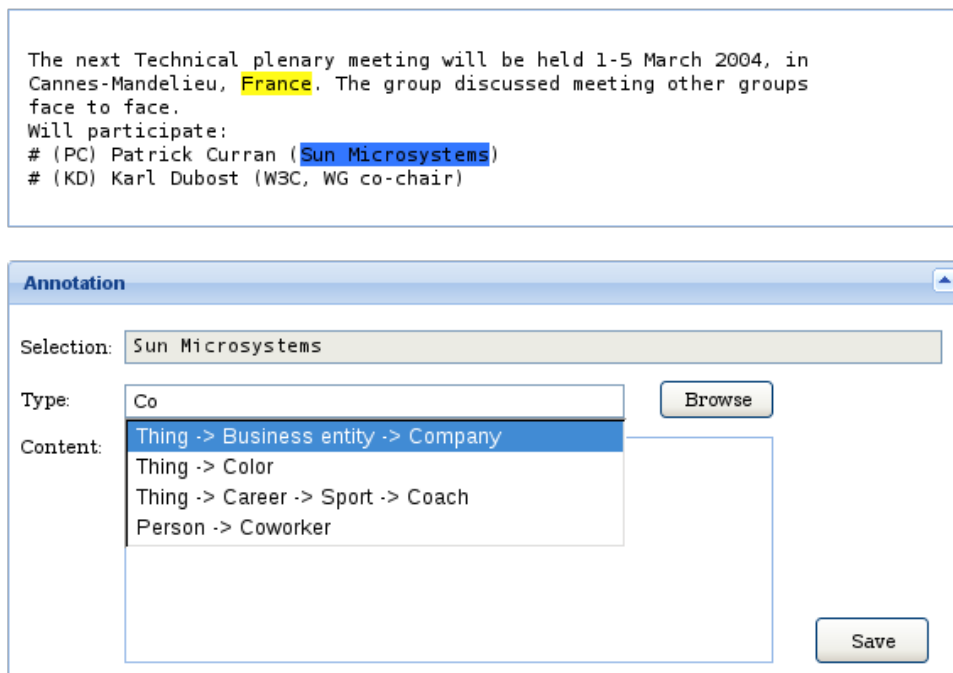 The next Technical plenary meeting will be held 1-5 March 2004, in
Cannes-Mandelieu, France. The group discussed meeting other groups
face to face.
Will participate:
# (PC) Patrick Curran (Sun Microsystems)
# (KD) Karl Dubost (W3C, WG co-chair)
Annotation
Selection: Sun Microsystems
Type: Co Browse
Content:
Thing -> Business entity -> Company
Thing -> Color
Thing -> Career -> Sport -> Coach
Person -> Coworker
Save